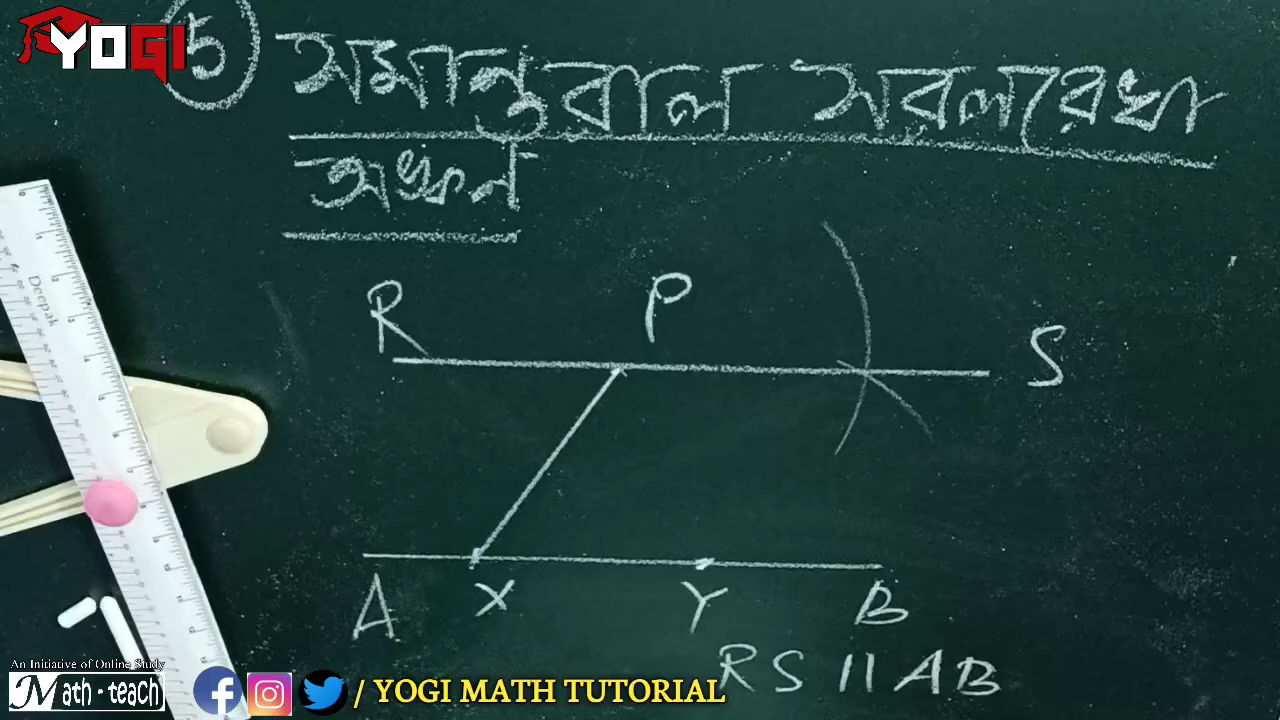 YOGI
৫ সমান্তরাল সরলরেখা
অঙ্কন
R P S
Deepak
A X Y B
RS || AB
An Initiative of Online Study
Math·teach
/ YOGI MATH TUTORIAL